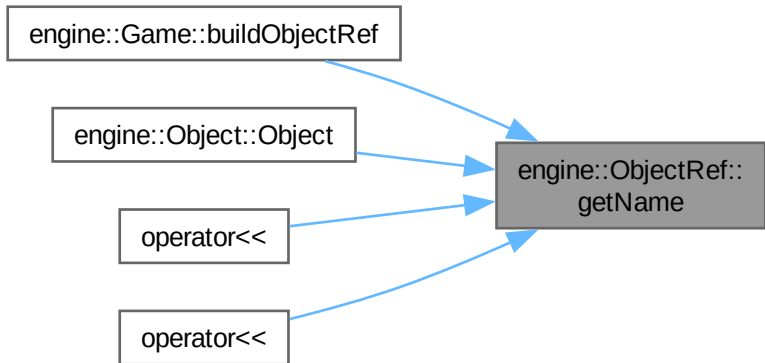 engine::Game::buildObjectRef
engine::Object::Object
engine::ObjectRef::
getName
operator<<
operator<<